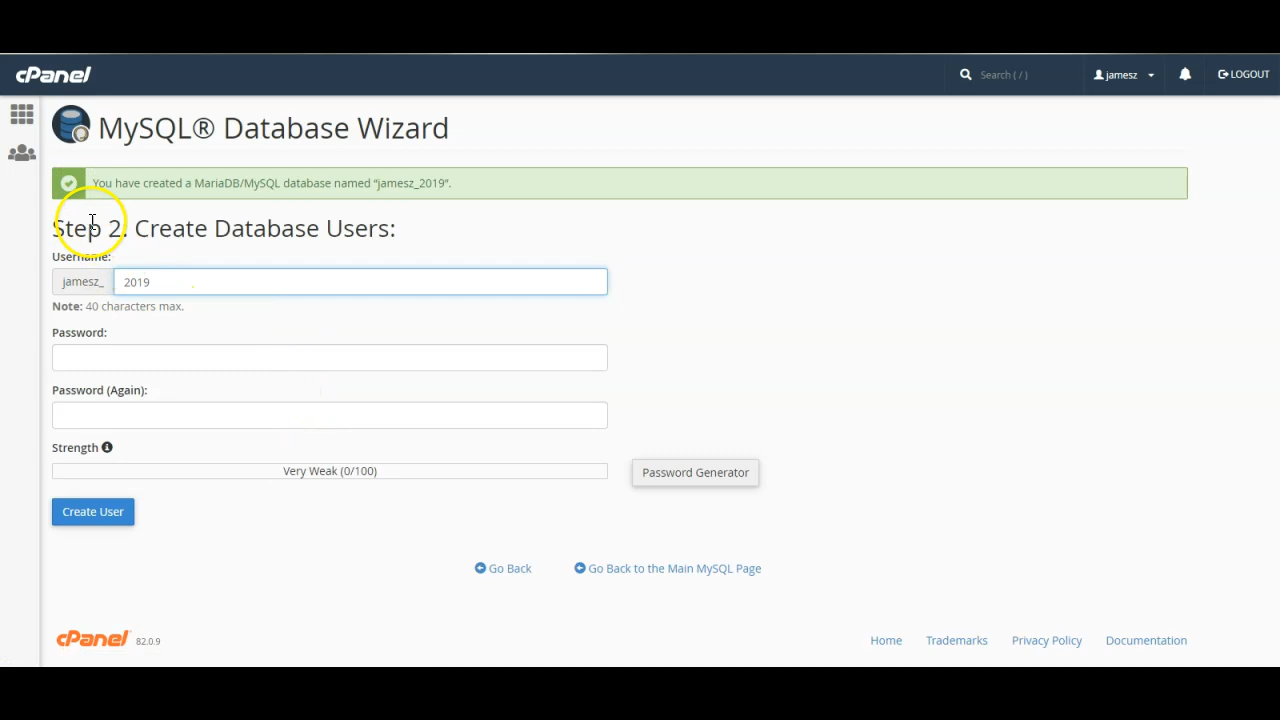 cPanel
Search ( / )
jamesz
LOGOUT
MySQL® Database Wizard
You have created a MariaDB/MySQL database named “jamesz_2019”.
Step 2. Create Database Users:
Username:
jamesz_ 2019
Note: 40 characters max.
Password:
Password (Again):
Strength
Very Weak (0/100)
Password Generator
Create User
Go Back
Go Back to the Main MySQL Page
cPanel 82.0.9
Home
Trademarks
Privacy Policy
Documentation